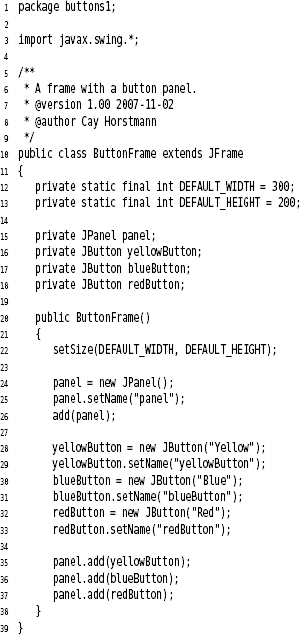 1 package buttons1;
2
3 import javax.swing.*;
4
5 /**
6  * A frame with a button panel.
7  * @version 1.00 2007-11-02
8  * @author Cay Horstmann
9  */
10 public class ButtonFrame extends JFrame
11 {
12    private static final int DEFAULT_WIDTH = 300;
13    private static final int DEFAULT_HEIGHT = 200;
14
15    private JPanel panel;
16    private JButton yellowButton;
17    private JButton blueButton;
18    private JButton redButton;
19
20    public ButtonFrame()
21    {
22       setSize(DEFAULT_WIDTH, DEFAULT_HEIGHT);
23
24       panel = new JPanel();
25       panel.setName("panel");
26       add(panel);
27
28       yellowButton = new JButton("Yellow");
29       yellowButton.setName("yellowButton");
30       blueButton = new JButton("Blue");
31       blueButton.setName("blueButton");
32       redButton = new JButton("Red");
33       redButton.setName("redButton");
34
35       panel.add(yellowButton);
36       panel.add(blueButton);
37       panel.add(redButton);
38    }
39 }